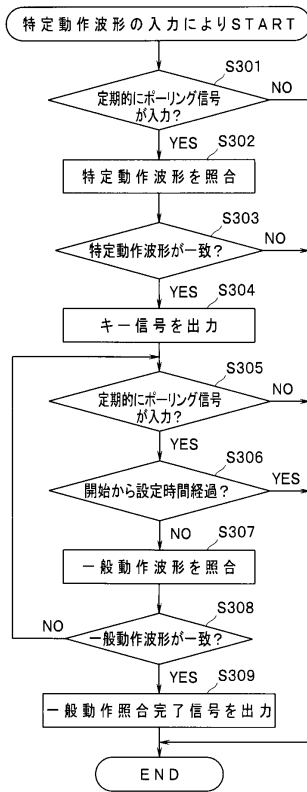 特定動作波形の入力によりSTART
S301
定期的にポーリング信号
が入力?
NO
YES
S302
特定動作波形を照合
S303
特定動作波形が一致?
NO
YES
S304
キー信号を出力
S305
定期的にポーリング信号
が入力?
NO
YES
S306
開始から設定時間経過?
YES
NO
S307
一般動作波形を照合
S308
NO
一般動作波形が一致?
YES
S309
一般動作照合完了信号を出力
END